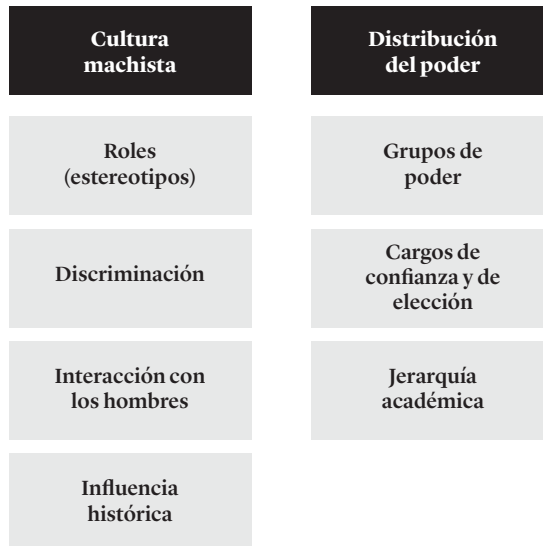 Cultura
machista
Roles
(estereotipos)
Discriminación
Interacción con
los hombres
Influencia
histórica
Distribución
del poder
Grupos de
poder
Cargos de
confianza y de
elección
Jerarquía
académica